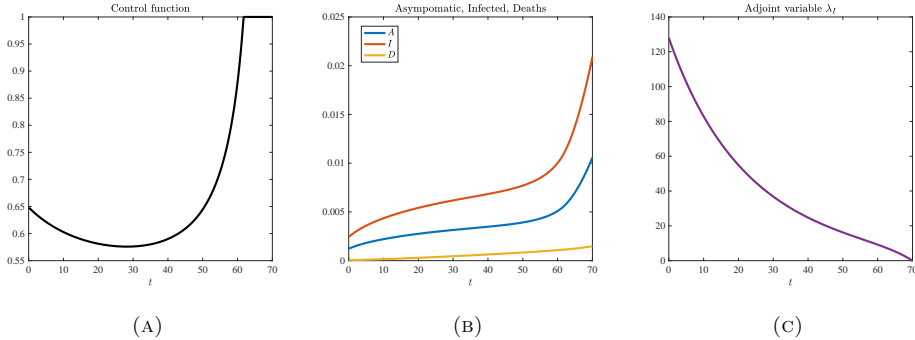 Control function
1
0.95
0.9
0.85
0.8
0.75
0.7
0.65
0.6
0.55
0 10 20 30 40 50 60 70
t
(A)
Asympomatic, Infected, Deaths
A
I
D
0.025
0.02
0.015
0.01
0.005
0
0 10 20 30 40 50 60 70
t
(B)
Adjoint variable λ_I
140
120
100
80
60
40
20
0
0 10 20 30 40 50 60 70
t
(C)